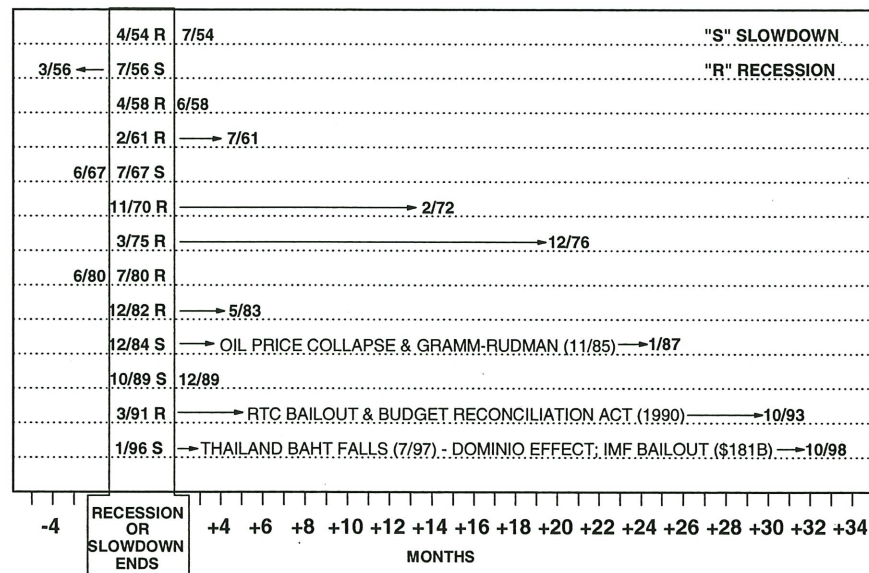 4/54 R 7/54 "S" SLOWDOWN
3/56 7/56 S "R" RECESSION
4/58 R 6/58
2/61 R 7/61
6/67 7/67 S
11/70 R 2/72
3/75 R 12/76
6/80 7/80 R
12/82 R 5/83
12/84 S OIL PRICE COLLAPSE & GRAMM-RUDMAN (11/85) 1/87
10/89 S 12/89
3/91 R RTC BAILOUT & BUDGET RECONCILIATION ACT (1990) 10/93
1/96 S THAILAND BAHT FALLS (7/97) - DOMINIO EFFECT; IMF BAILOUT ($181B) 10/98
-4 +4 +6 +8 +10 +12 +14 +16 +18 +20 +22 +24 +26 +28 +30 +32 +34
RECESSION
OR
SLOWDOWN
ENDS
MONTHS